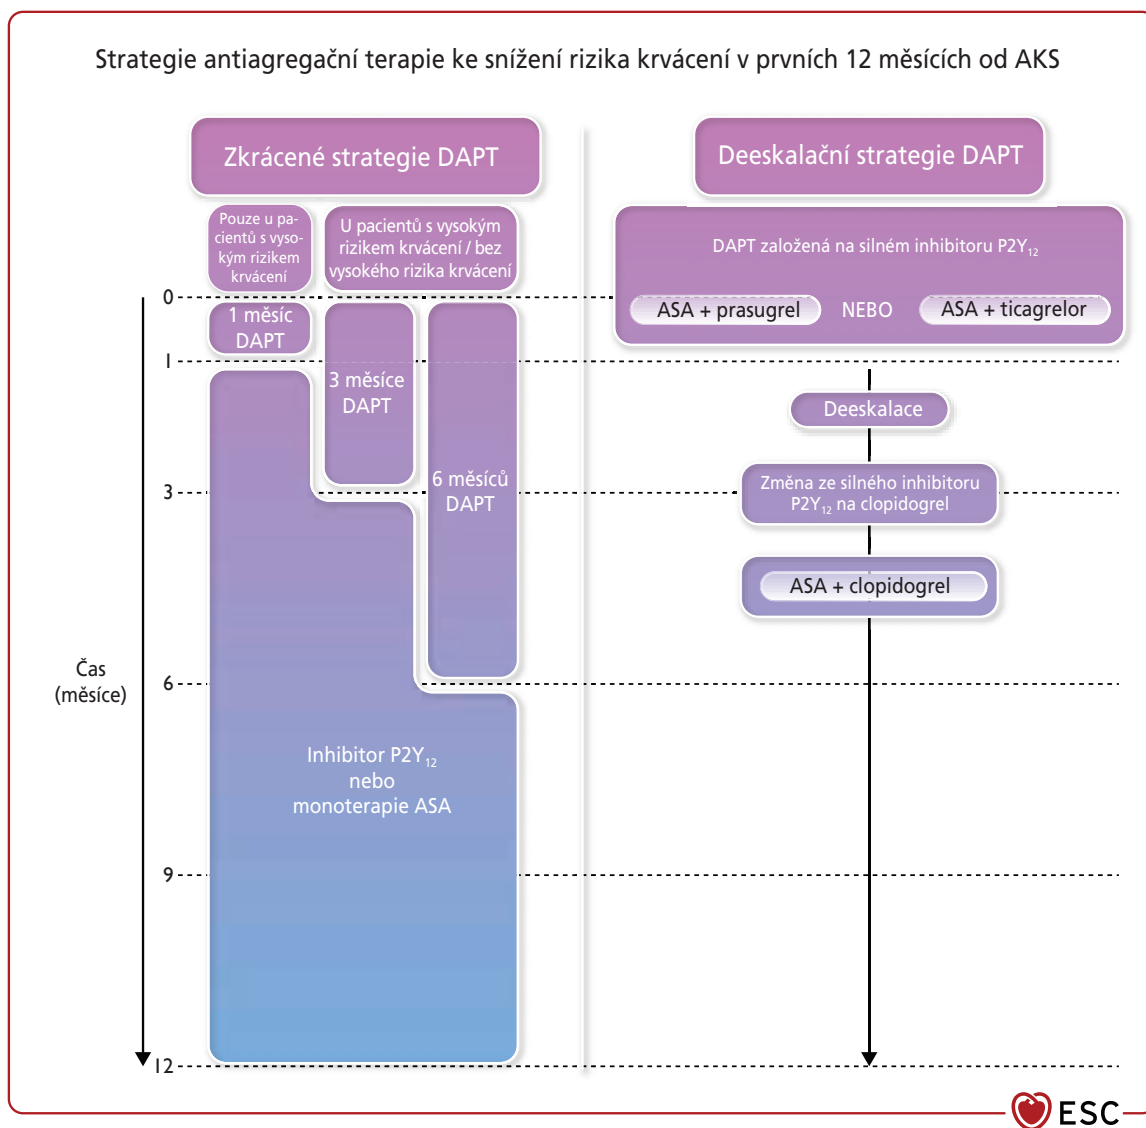 Strategie antiagregační terapie ke snížení rizika krvácení v prvních 12 měsících od AKS
Zkrácené strategie DAPT
Pouze u pa-
cientů s vyso-
kým rizikem
krvácení
U pacientů s vysokým
rizikem krvácení / bez
vysokého rizika krvácení
1 měsíc
DAPT
3 měsíce
DAPT
6 měsíců
DAPT
Inhibitor P2Y₁₂
nebo
monoterapie ASA
Čas
(měsíce)
0
1
3
6
9
12
Deeskalační strategie DAPT
DAPT založená na silném inhibitoru P2Y₁₂
ASA + prasugrel NEBO ASA + ticagrelor
Deeskalace
Změna ze silného inhibitoru
P2Y₁₂ na clopidogrel
ASA + clopidogrel
ESC